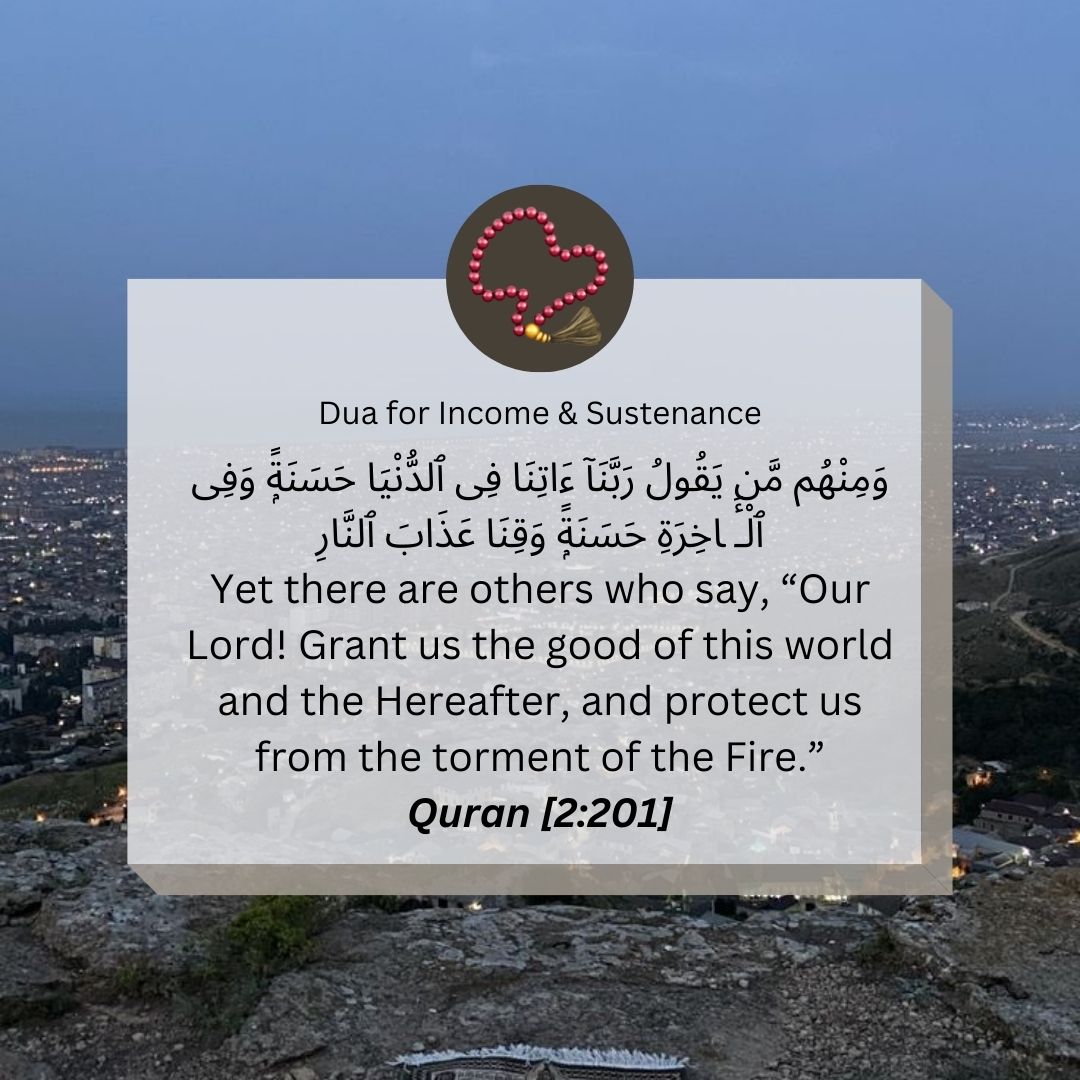 Dua for Income & Sustenance
وَمِنْهُم مَّن يَقُولُ رَبَّنَآ ءَاتِنَا فِى ٱلدُّنْيَا حَسَنَةًۭ وَفِى
ٱلْـَٔاخِرَةِ حَسَنَةًۭ وَقِنَا عَذَابَ ٱلنَّارِ
Yet there are others who say, “Our
Lord! Grant us the good of this world
and the Hereafter, and protect us
from the torment of the Fire.”
Quran [2:201]